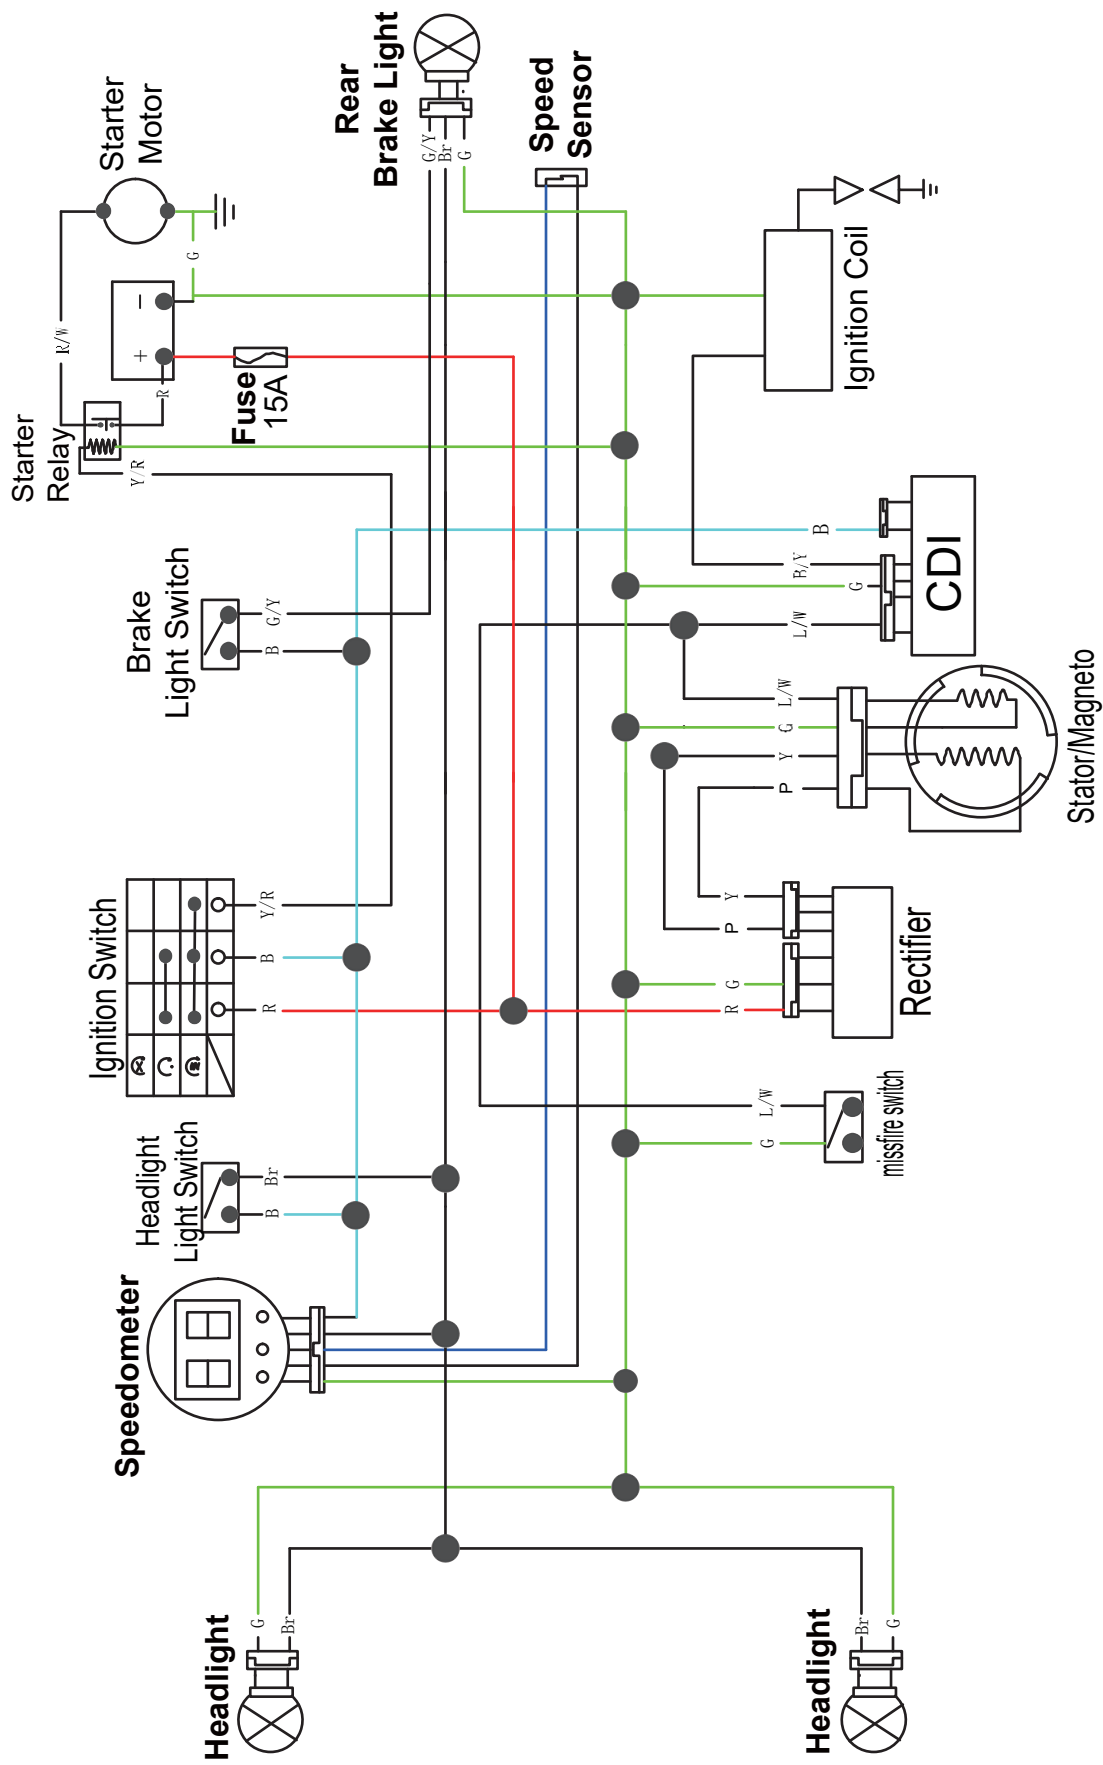 Rear
Brake Light
Starter
Motor
Speed
Sensor
G/Y
Br
G
G
R/W
+
−
R
Fuse
15A
Starter
Relay
Y/R
Ignition Coil
B
B/Y
G
L/W
CDI
Brake
Light Switch
G/Y
B
L/W
G
Y
P
Stator/Magneto
Ignition Switch
Y/R
B
R
Y
P
G
R
Rectifier
Headlight
Light Switch
Br
B
L/W
G
missfire switch
Speedometer
Headlight
G
Br
Headlight
Br
G